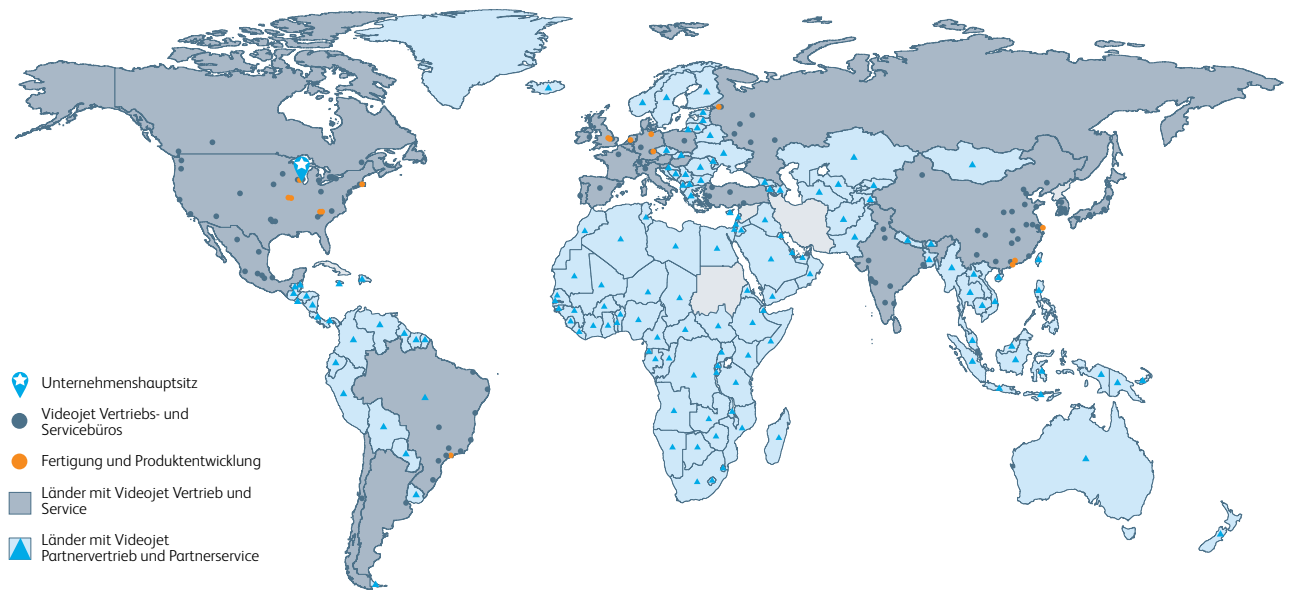 Unternehmenshauptsitz
Videojet Vertriebs- und
Servicebüros
Fertigung und Produktentwicklung
Länder mit Videojet Vertrieb und
Service
Länder mit Videojet
Partnervertrieb und Partnerservice